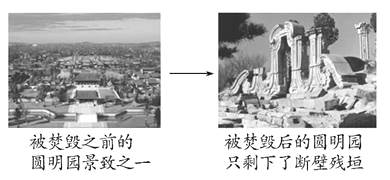 被焚毁之前的
圆明园景致之一
被焚毁后的圆明园
只剩下了断壁残垣